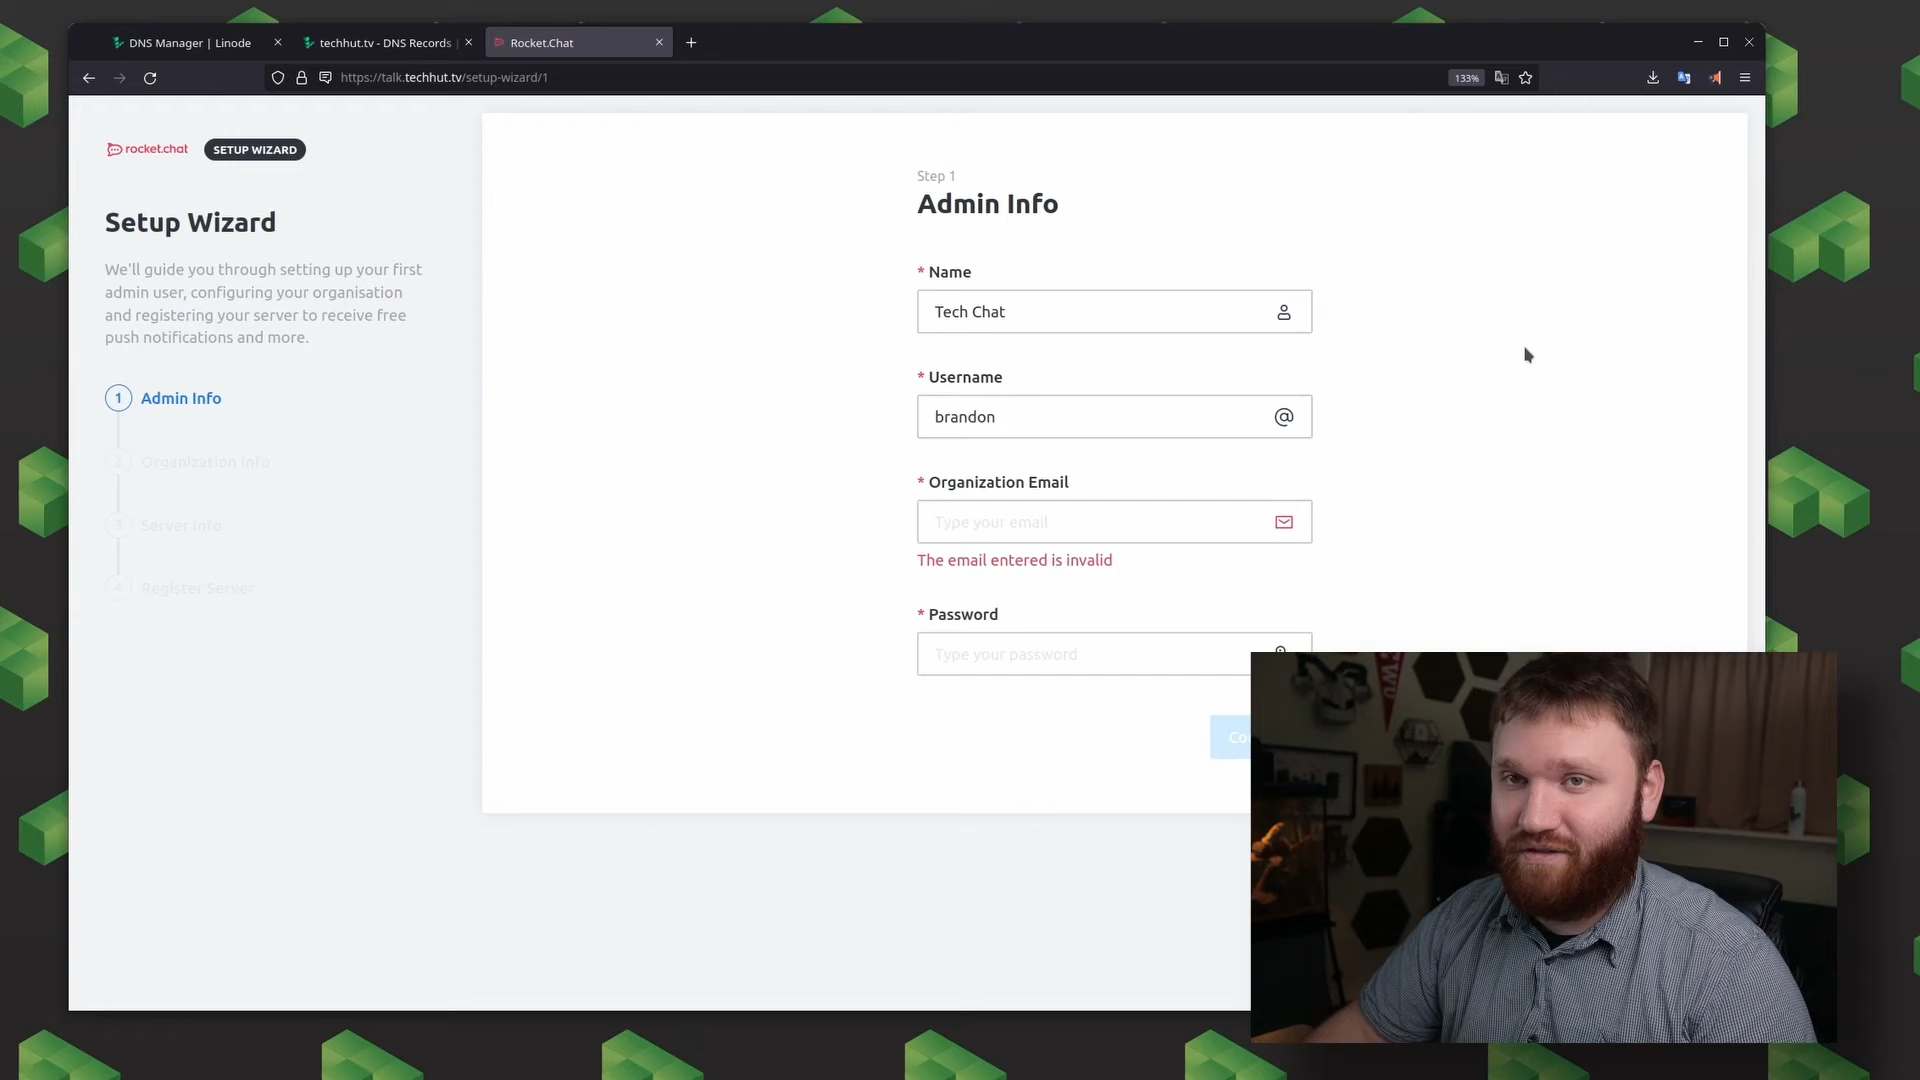 DNS Manager | Linode
techhut.tv - DNS Records |
Rocket.Chat
https://talk.techhut.tv/setup-wizard/1
133%
rocket.chat
SETUP WIZARD
Setup Wizard
We'll guide you through setting up your first
admin user, configuring your organisation
and registering your server to receive free
push notifications and more.
1 Admin Info
2 Organization Info
3 Server Info
4 Register Server
Step 1
Admin Info
* Name
Tech Chat
* Username
brandon
@
* Organization Email
Type your email
The email entered is invalid
* Password
Type your password
Co
CWU